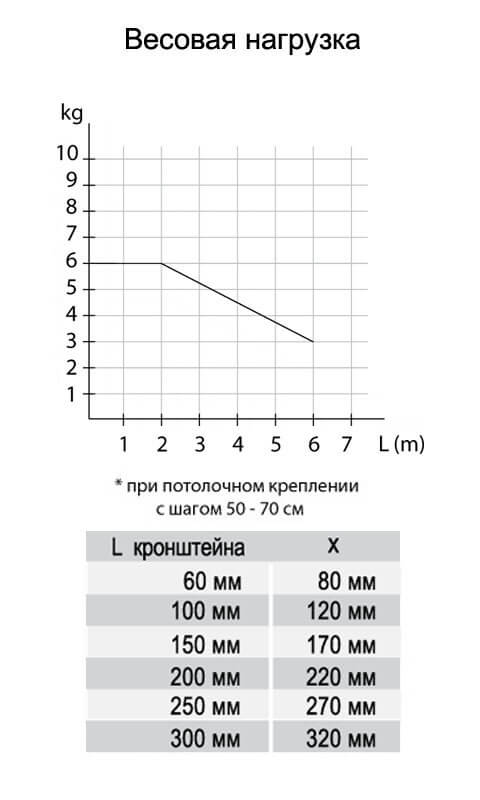 Весовая нагрузка
kg
10
9
8
7
6
5
4
3
2
1
1 2 3 4 5 6 7 L (m)
* при потолочном креплении
с шагом 50 - 70 см
L кронштейна X
60 мм 80 мм
100 мм 120 мм
150 мм 170 мм
200 мм 220 мм
250 мм 270 мм
300 мм 320 мм